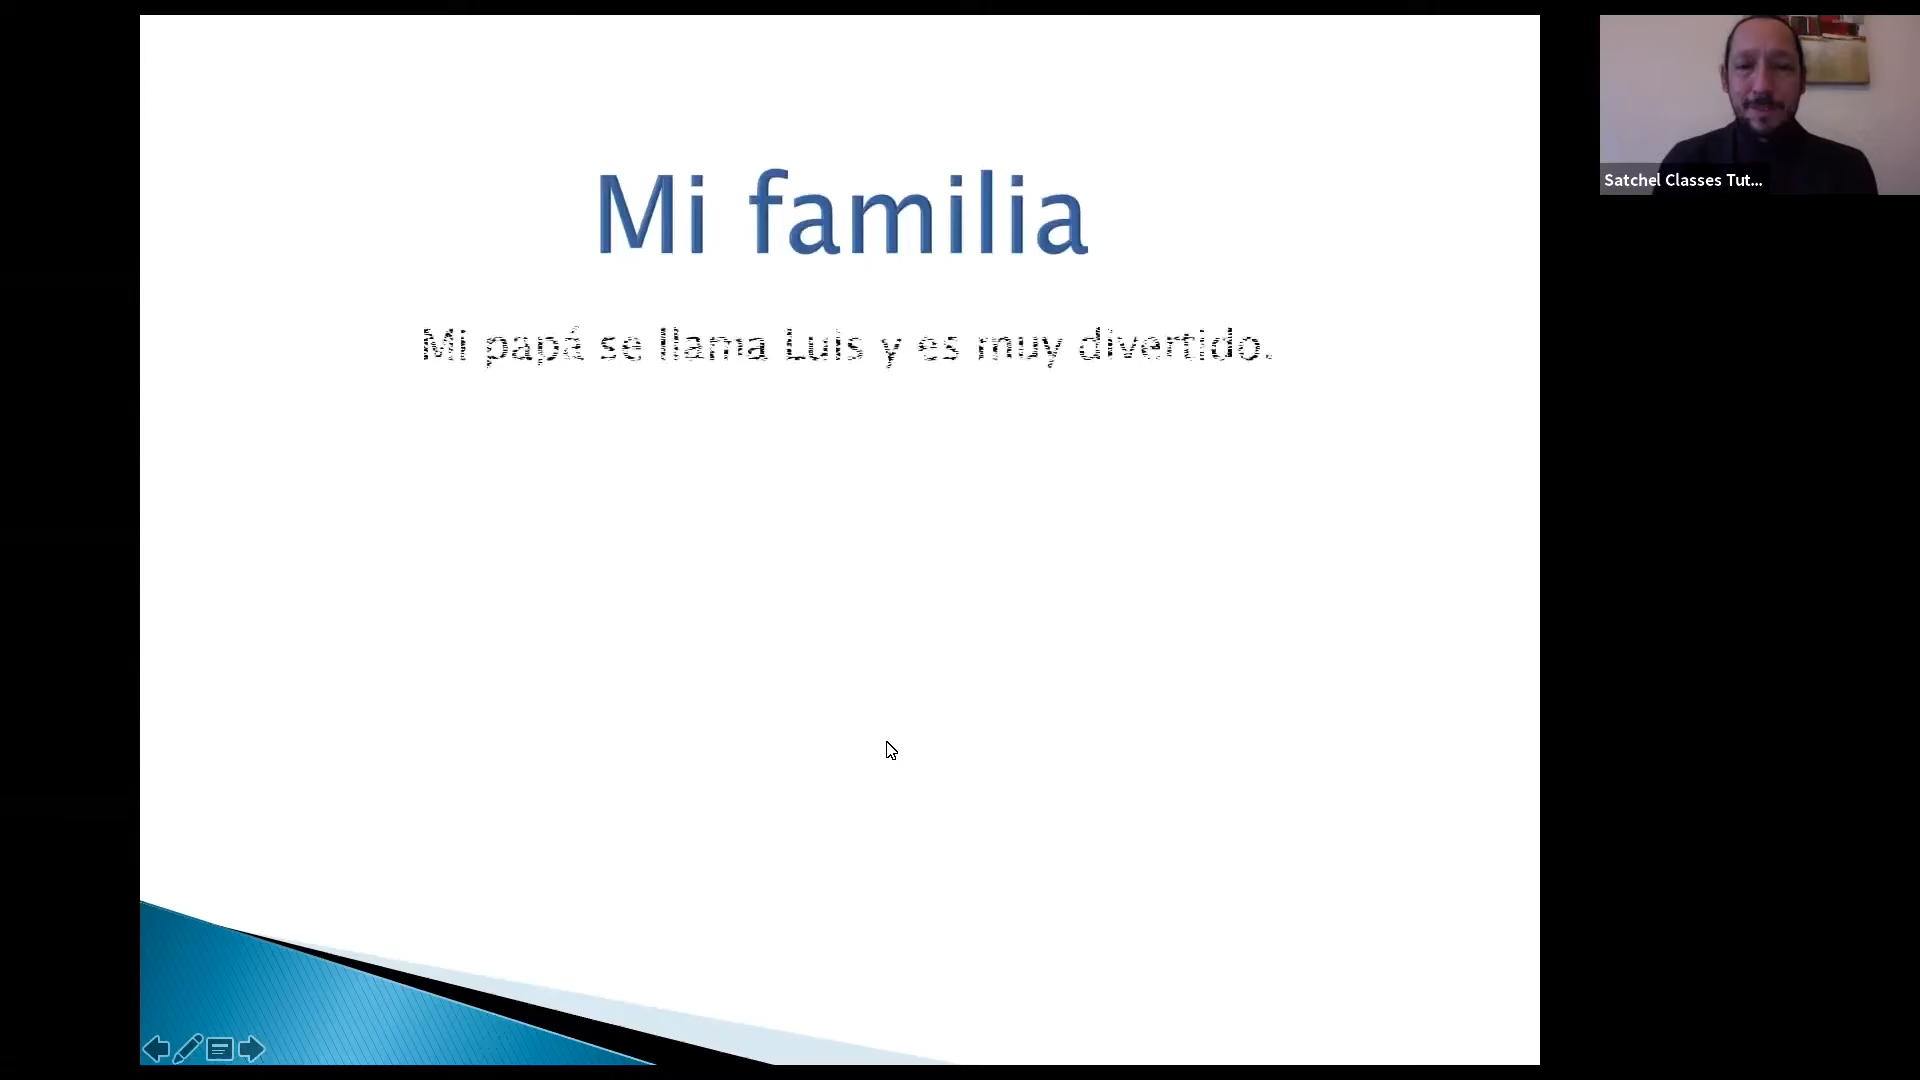 Mi familia
Mi papá se llama Luis y es muy divertido.
Satchel Classes Tut...